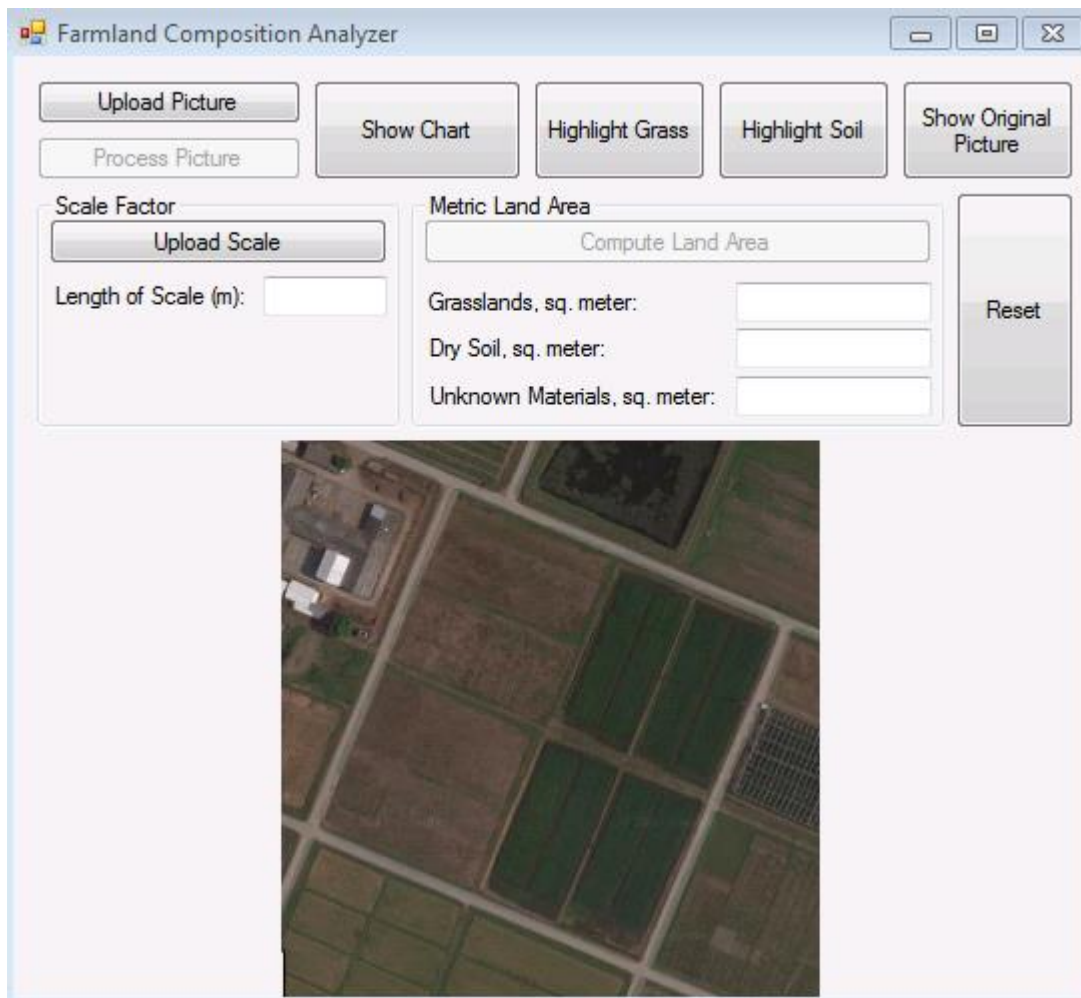 Farmland Composition Analyzer
Upload Picture
Process Picture
Show Chart
Highlight Grass
Highlight Soil
Show Original
Picture
Scale Factor
Upload Scale
Length of Scale (m):
Metric Land Area
Compute Land Area
Grasslands, sq. meter:
Dry Soil, sq. meter:
Unknown Materials, sq. meter:
Reset